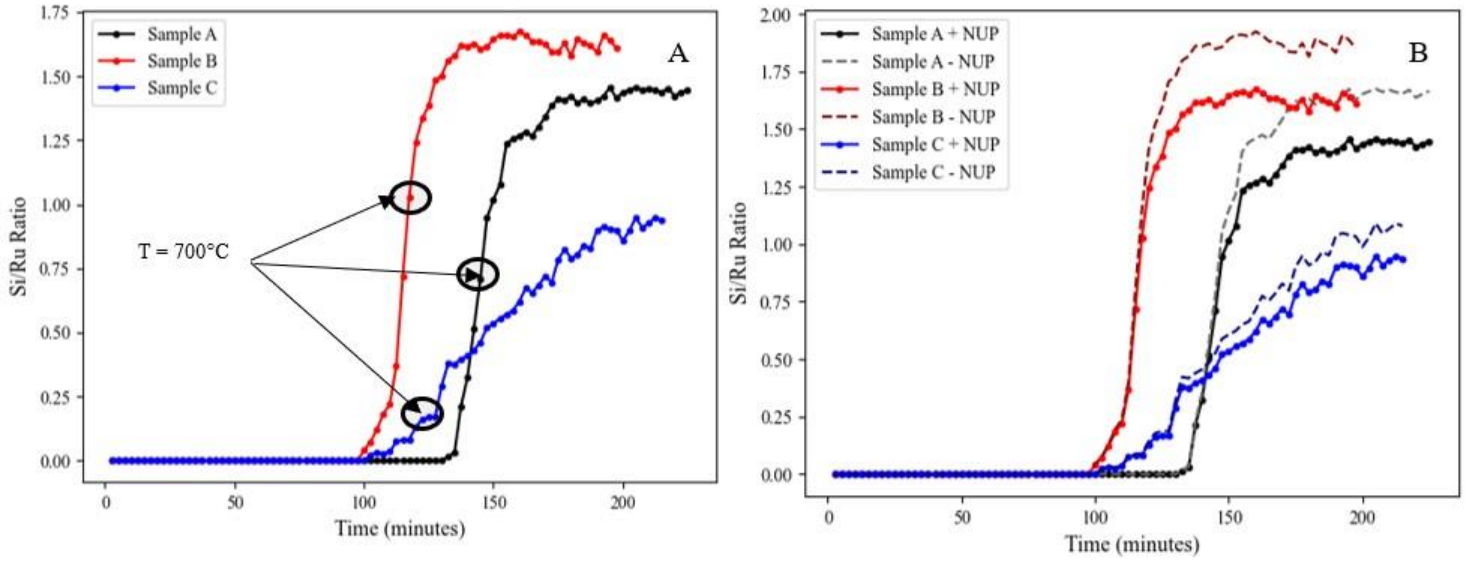 A
Sample A
Sample B
Sample C
T = 700°C
1.75
1.50
1.25
1.00
0.75
0.50
0.25
0.00
Si/Ru Ratio
0 50 100 150 200
Time (minutes)
B
Sample A + NUP
Sample A - NUP
Sample B + NUP
Sample B - NUP
Sample C + NUP
Sample C - NUP
2.00
1.75
1.50
1.25
1.00
0.75
0.50
0.25
0.00
Si/Ru Ratio
0 50 100 150 200
Time (minutes)